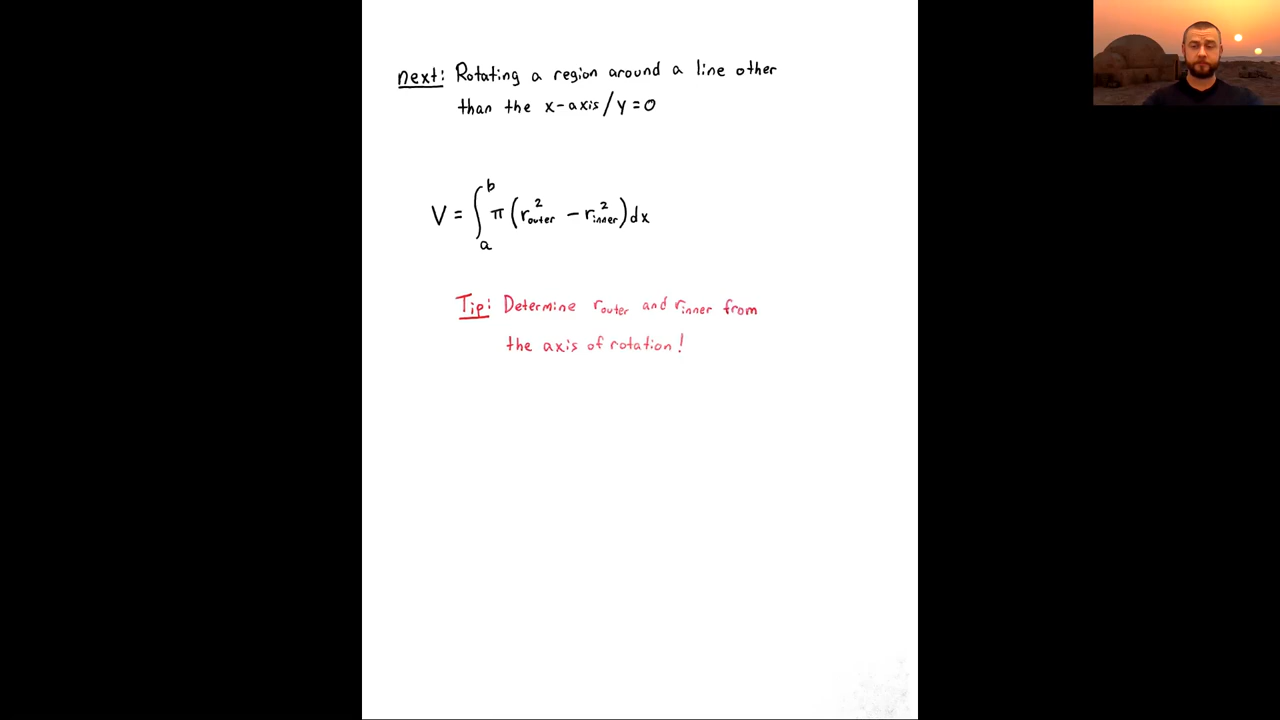 next: Rotating a region around a line other
than the x-axis/y=0
V = ∫_a^b π(r_outer^2 - r_inner^2)dx
Tip: Determine r_outer and r_inner from
the axis of rotation!